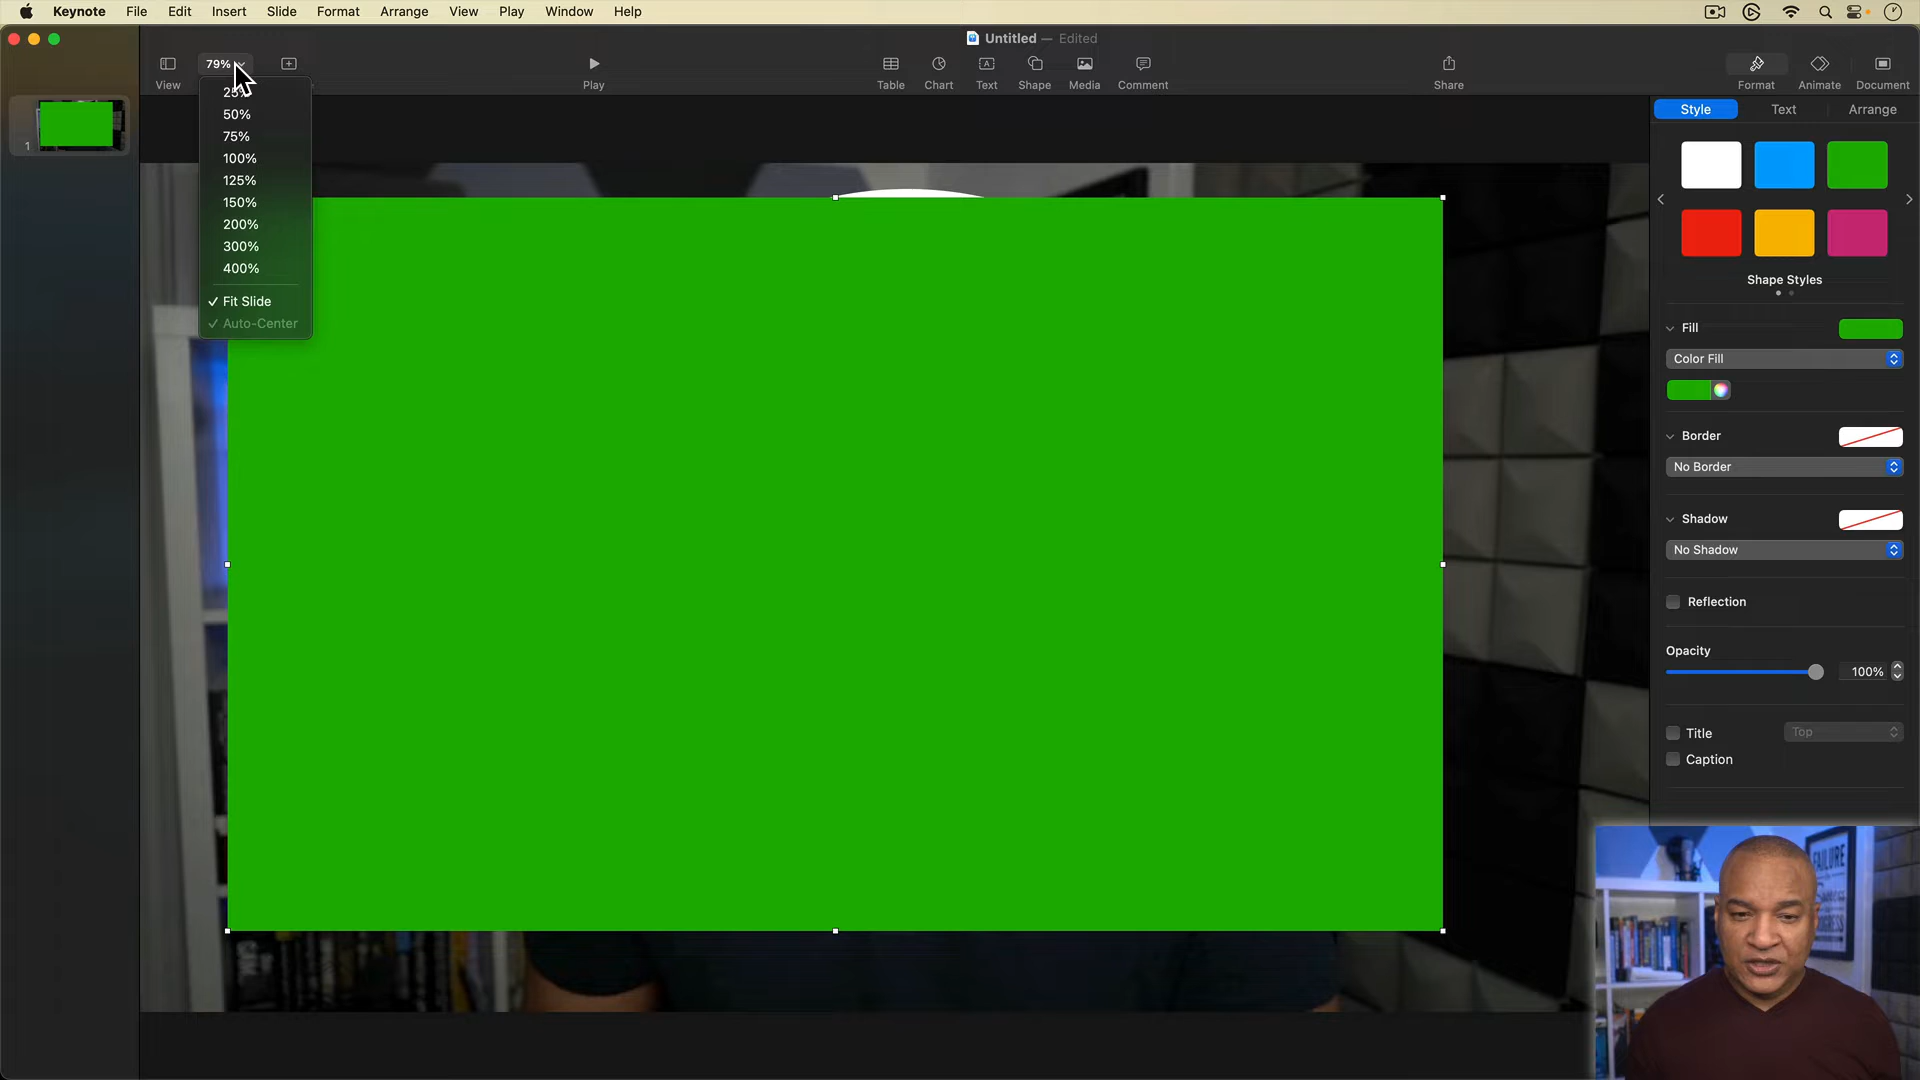 Keynote File Edit Insert Slide Format Arrange View Play Window Help
Untitled — Edited
79%
View Play Table Chart Text Shape Media Comment Share Format Animate Document
25%
50%
75%
100%
125%
150%
200%
300%
400%
✓ Fit Slide
✓ Auto-Center
1
Style Text Arrange
Shape Styles
Fill
Color Fill
Border
No Border
Shadow
No Shadow
Reflection
Opacity
100%
Title Top
Caption
FAILURE